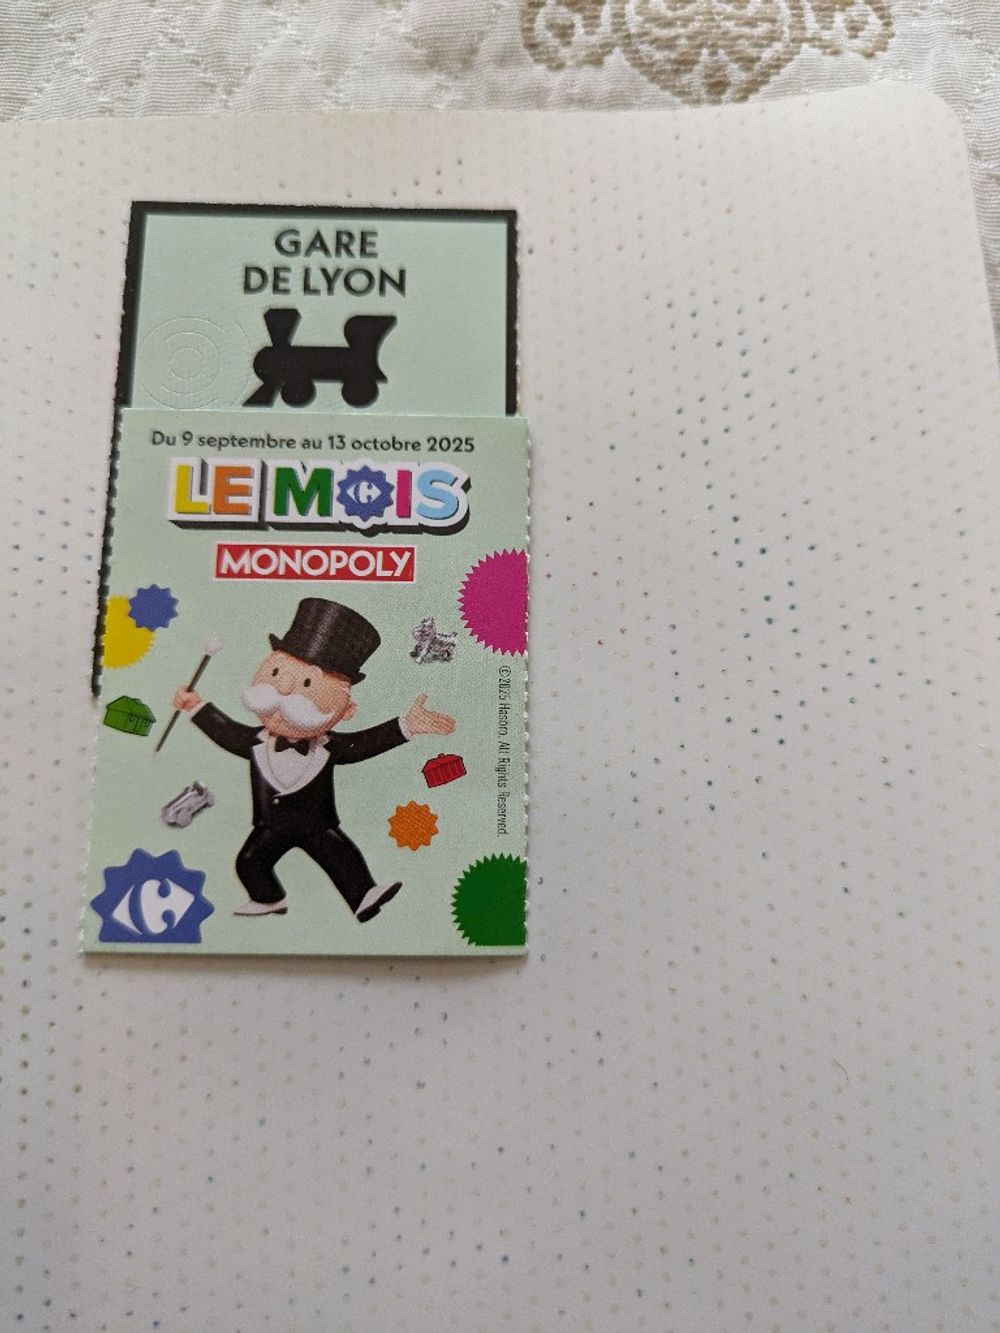 GARE
DE LYON
Du 9 septembre au 13 octobre 2025
LE MOIS
MONOPOLY
© 2025 Hasbro. All Rights Reserved.